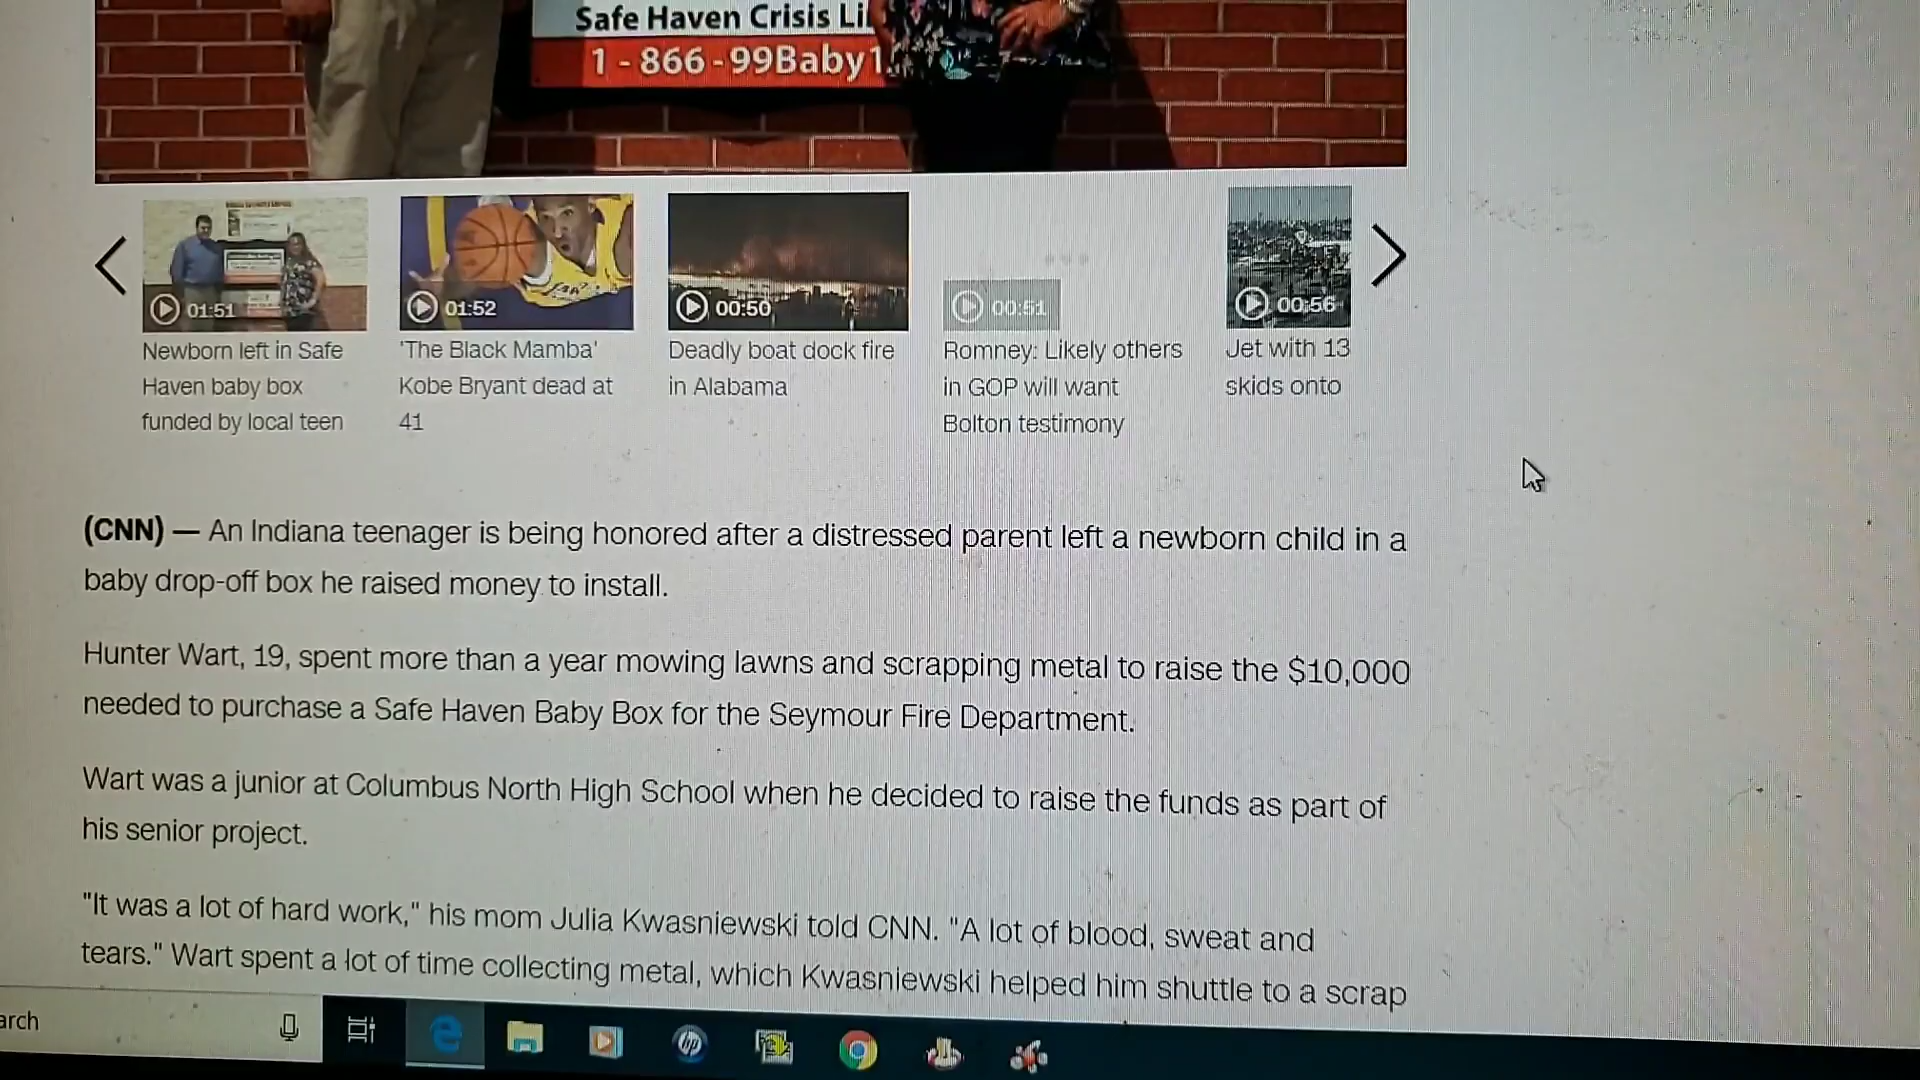 Safe Haven Crisis Li
1 - 866 - 99Baby1
01:51
01:52
00:50
00:51
00:56
Newborn left in Safe
Haven baby box
funded by local teen
'The Black Mamba'
Kobe Bryant dead at
41
Deadly boat dock fire
in Alabama
Romney: Likely others
in GOP will want
Bolton testimony
Jet with 13
skids onto
(CNN) — An Indiana teenager is being honored after a distressed parent left a newborn child in a
baby drop-off box he raised money to install.
Hunter Wart, 19, spent more than a year mowing lawns and scrapping metal to raise the $10,000
needed to purchase a Safe Haven Baby Box for the Seymour Fire Department.
Wart was a junior at Columbus North High School when he decided to raise the funds as part of
his senior project.
"It was a lot of hard work," his mom Julia Kwasniewski told CNN. "A lot of blood, sweat and
tears." Wart spent a lot of time collecting metal, which Kwasniewski helped him shuttle to a scrap
arch
hp